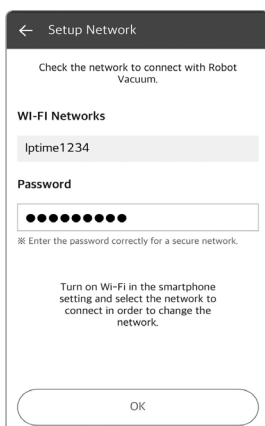 ← Setup Network
Check the network to connect with Robot
Vacuum.
WI-FI Networks
Iptime1234
Password
●●●●●●●●●
※ Enter the password correctly for a secure network.
Turn on Wi-Fi in the smartphone
setting and select the network to
connect in order to change the
network.
OK